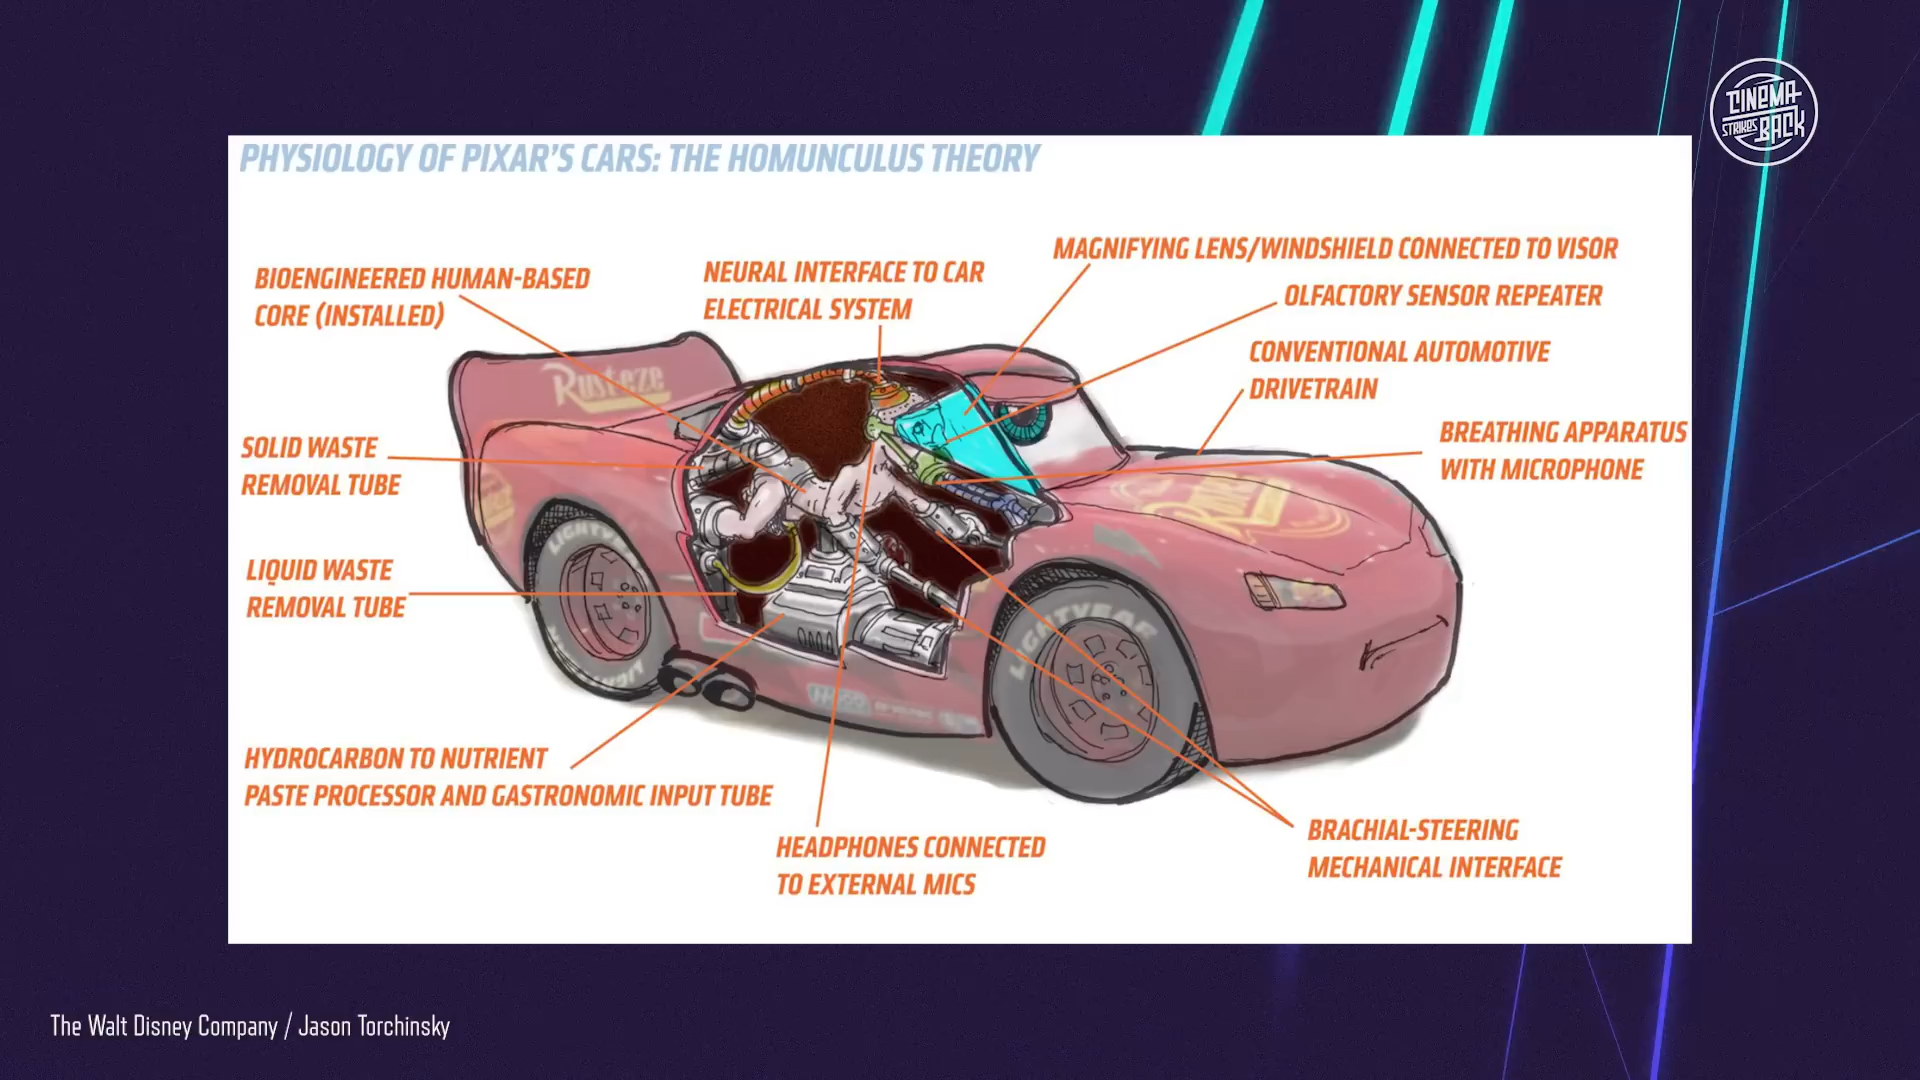 CINEMA
STRIKES BACK
PHYSIOLOGY OF PIXAR'S CARS: THE HOMUNCULUS THEORY
MAGNIFYING LENS/WINDSHIELD CONNECTED TO VISOR
BIOENGINEERED HUMAN-BASED
CORE (INSTALLED)
NEURAL INTERFACE TO CAR
ELECTRICAL SYSTEM
OLFACTORY SENSOR REPEATER
CONVENTIONAL AUTOMOTIVE
DRIVETRAIN
Rust-eze
BREATHING APPARATUS
WITH MICROPHONE
SOLID WASTE
REMOVAL TUBE
LIQUID WASTE
REMOVAL TUBE
LIGHTYEAR
HYDROCARBON TO NUTRIENT
PASTE PROCESSOR AND GASTRONOMIC INPUT TUBE
HEADPHONES CONNECTED
TO EXTERNAL MICS
BRACHIAL-STEERING
MECHANICAL INTERFACE
The Walt Disney Company / Jason Torchinsky